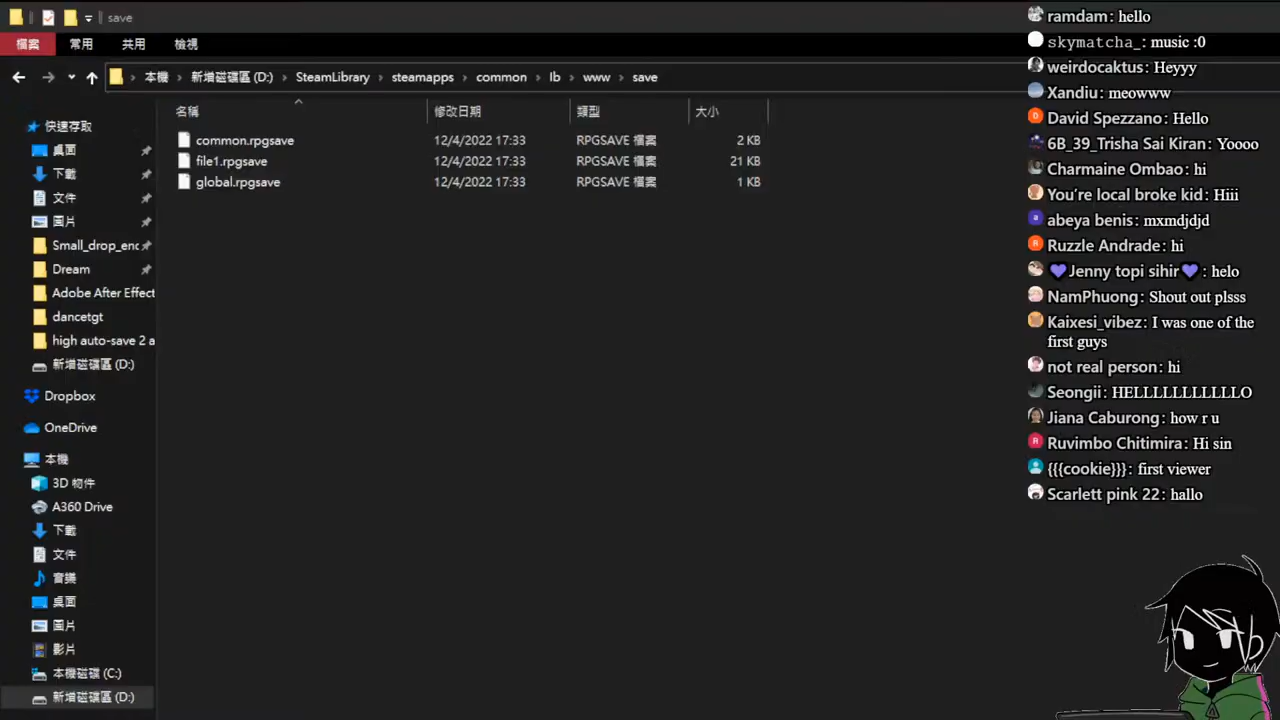 save
檔案 常用 共用 檢視
本機 > 新增磁碟區 (D:) > SteamLibrary > steamapps > common > Ib > www > save
名稱 修改日期 類型 大小
common.rpgsave 12/4/2022 17:33 RPGSAVE 檔案 2 KB
file1.rpgsave 12/4/2022 17:33 RPGSAVE 檔案 21 KB
global.rpgsave 12/4/2022 17:33 RPGSAVE 檔案 1 KB
快速存取
桌面
下載
文件
圖片
Small_drop_enc
Dream
Adobe After Effect
dancetgt
high auto-save 2 a
新增磁碟區 (D:)
Dropbox
OneDrive
本機
3D 物件
A360 Drive
下載
文件
音樂
桌面
圖片
影片
本機磁碟 (C:)
新增磁碟區 (D:)
ramdam: hello
skymatcha_: music :0
weirdocaktus: Heyyy
Xandiu: meowww
David Spezzano: Hello
6B_39_Trisha Sai Kiran: Yoooo
Charmaine Ombao: hi
You’re local broke kid: Hiii
abeya benis: mxmdjdjd
Ruzzle Andrade: hi
💜Jenny topi sihir💜: helo
NamPhuong: Shout out plsss
Kaixesi_vibez: I was one of the
first guys
not real person: hi
Seongii: HELLLLLLLLLLO
Jiana Caburong: how r u
Ruvimbo Chitimira: Hi sin
{{{cookie}}}: first viewer
Scarlett pink 22: hallo